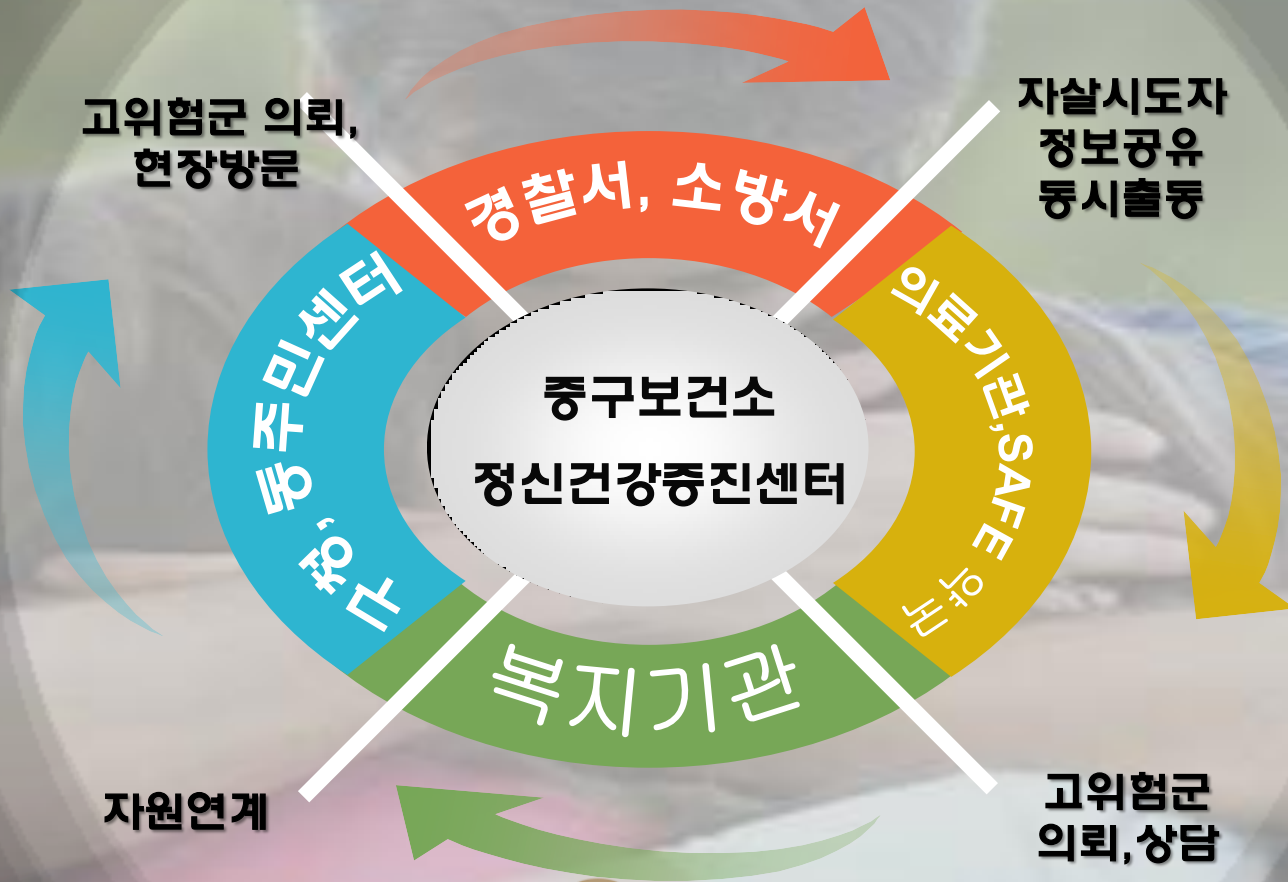 고위험군 의뢰,
현장방문
자살시도자
정보공유
동시출동
경찰서, 소방서
구청, 동주민센터
의료기관,SAFE 약국
중구보건소
정신건강증진센터
복지기관
자원연계
고위험군
의뢰,상담